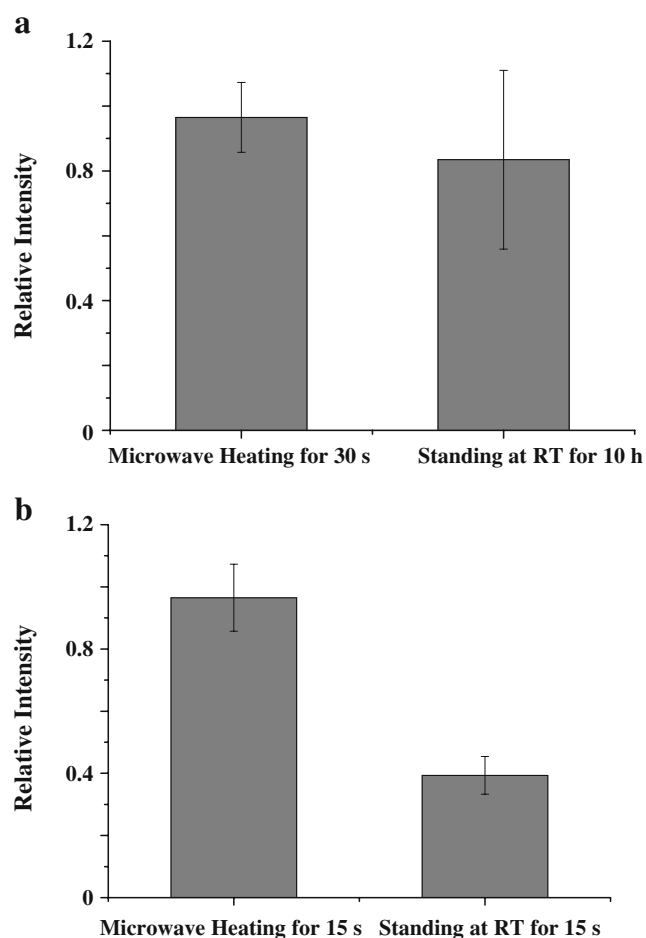 a
1.2
0.8
0.4
0
Relative Intensity
Microwave Heating for 30 s Standing at RT for 10 h
b
1.2
0.8
0.4
0
Relative Intensity
Microwave Heating for 15 s Standing at RT for 15 s